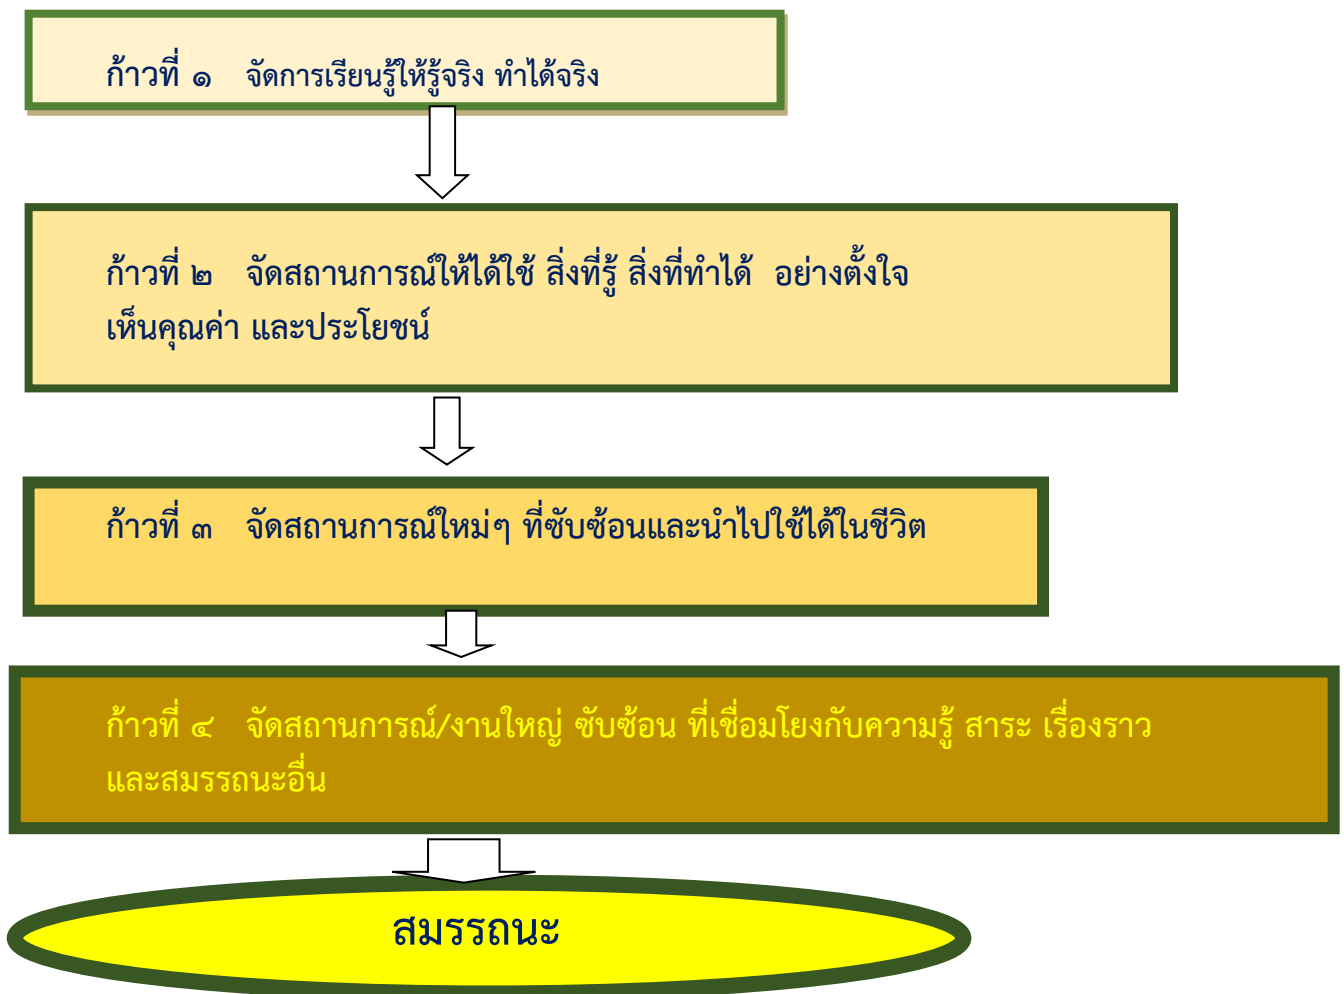 ก้าวที่ ๑ จัดการเรียนรู้ให้รู้จริง ทำได้จริง
ก้าวที่ ๒ จัดสถานการณ์ให้ได้ใช้ สิ่งที่รู้ สิ่งที่ทำได้ อย่างตั้งใจ
เห็นคุณค่า และประโยชน์
ก้าวที่ ๓ จัดสถานการณ์ใหม่ๆ ที่ซับซ้อนและนำไปใช้ได้ในชีวิต
ก้าวที่ ๔ จัดสถานการณ์/งานใหญ่ ซับซ้อน ที่เชื่อมโยงกับความรู้ สาระ เรื่องราว
และสมรรถนะอื่น
สมรรถนะ